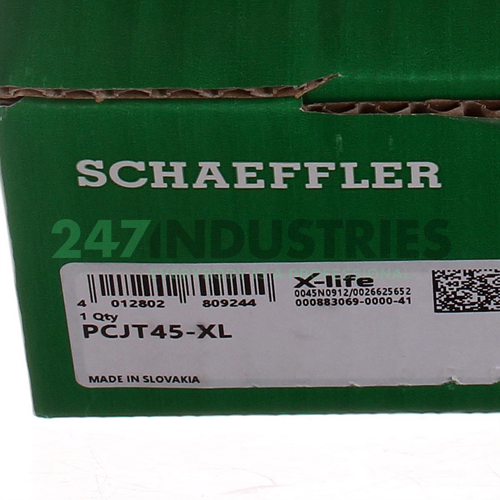 SCHAEFFLER
247INDUSTRIES
X-life
4 012802 809244
0045N0912/0026625652
000883069-0000-41
1 Qty
PCJT45-XL
MADE IN SLOVAKIA